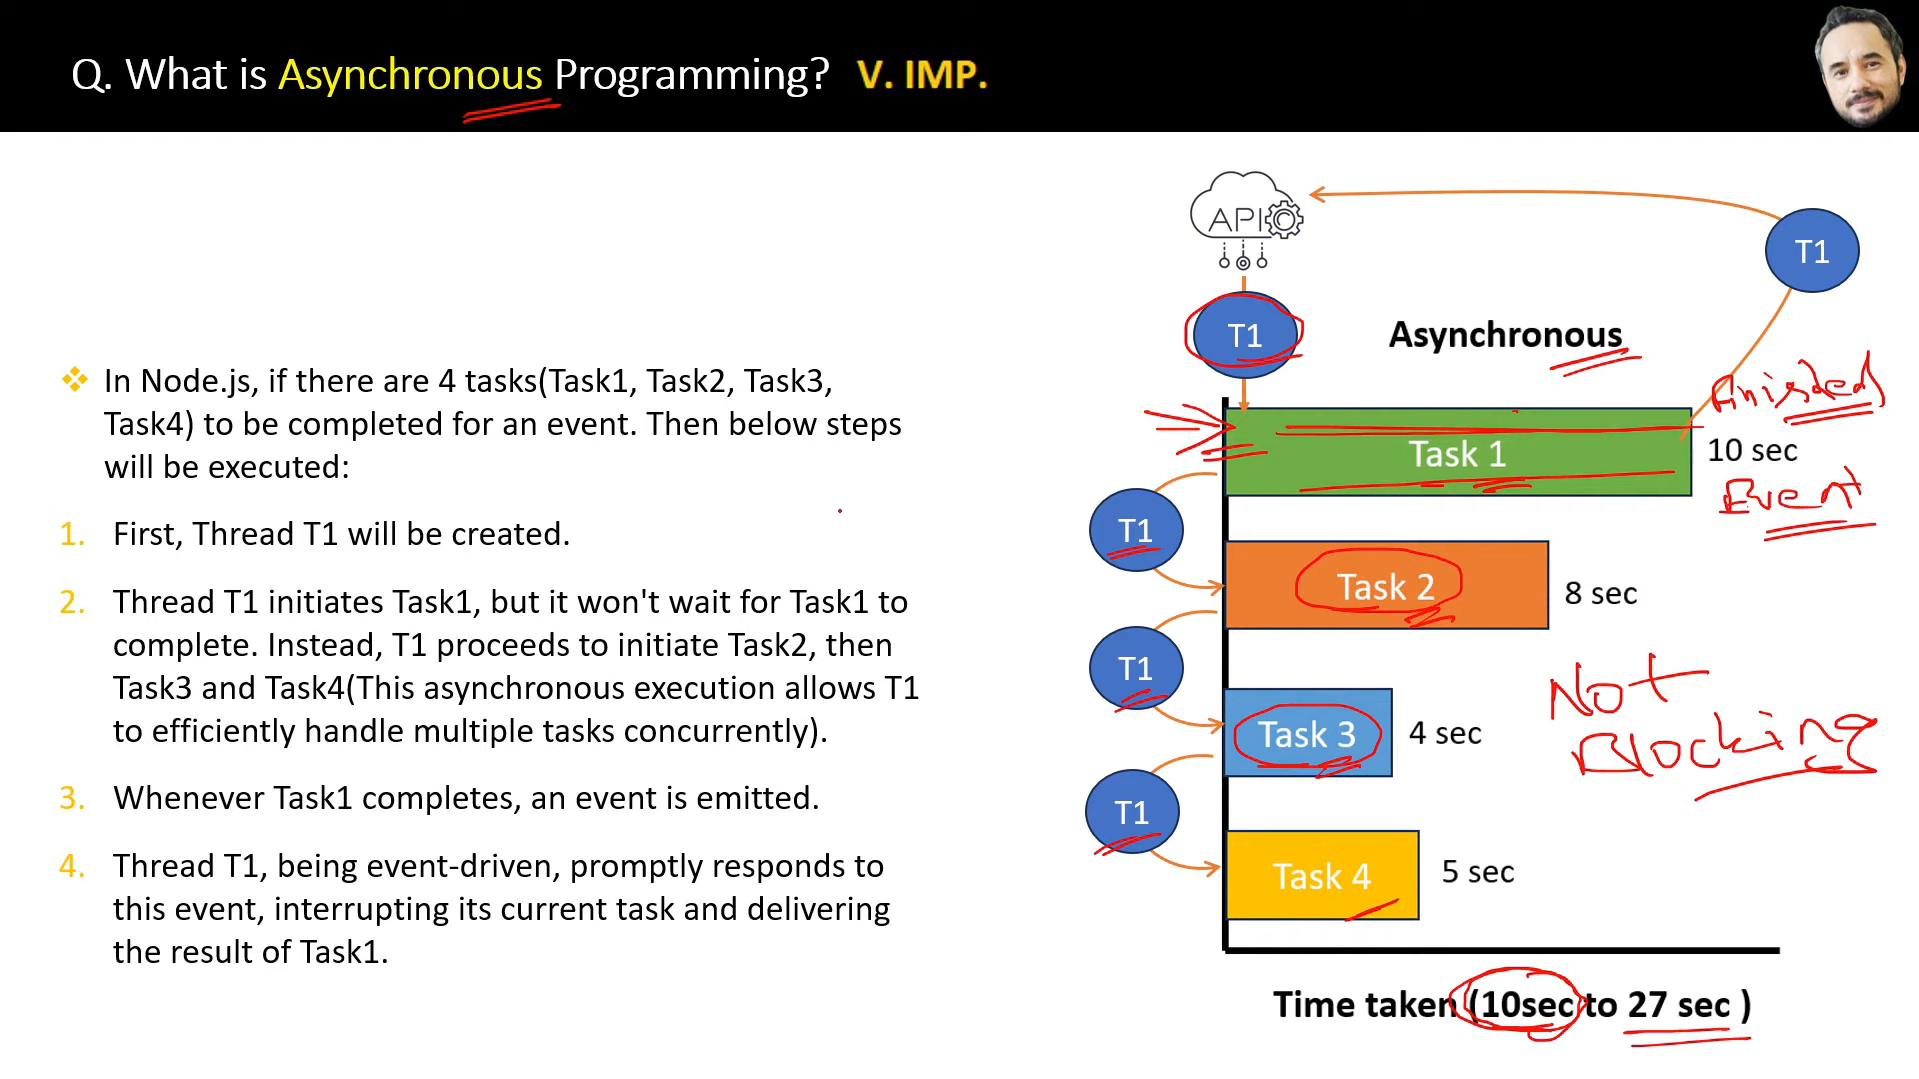 Q. What is Asynchronous Programming? V. IMP.
API
T1
T1
Asynchronous
❖ In Node.js, if there are 4 tasks(Task1, Task2, Task3,
Task4) to be completed for an event. Then below steps
will be executed:
1. First, Thread T1 will be created.
2. Thread T1 initiates Task1, but it won't wait for Task1 to
complete. Instead, T1 proceeds to initiate Task2, then
Task3 and Task4(This asynchronous execution allows T1
to efficiently handle multiple tasks concurrently).
3. Whenever Task1 completes, an event is emitted.
4. Thread T1, being event-driven, promptly responds to
this event, interrupting its current task and delivering
the result of Task1.
Finished
Task 1
10 sec
Event
T1
Task 2
8 sec
T1
Task 3
4 sec
Not
Blocking
T1
Task 4
5 sec
Time taken (10sec to 27 sec )